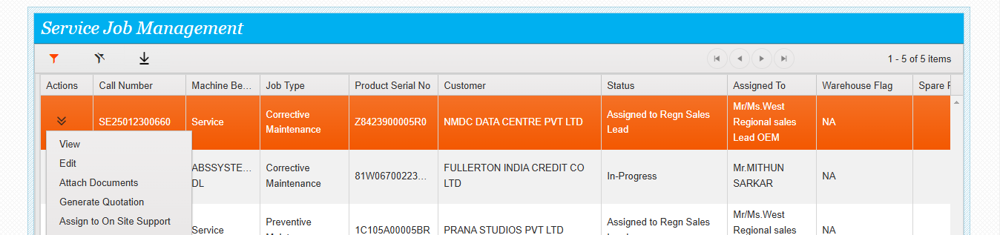 Service Job Management
1 - 5 of 5 items
Actions Call Number Machine Be... Job Type Product Serial No Customer Status Assigned To Warehouse Flag Spare
SE25012300660 Service Corrective Maintenance Z8423900005R0 NMDC DATA CENTRE PVT LTD Assigned to Regn Sales Lead Mr/Ms.West Regional sales Lead OEM NA
View
Edit
Attach Documents
Generate Quotation
Assign to On Site Support
ABSSYSTE... DL Corrective Maintenance 81W06700223... FULLERTON INDIA CREDIT CO LTD In-Progress Mr.MITHUN SARKAR NA
Service Preventive 1C105A00005BR PRANA STUDIOS PVT LTD Assigned to Regn Sales Mr/Ms.West Regional sales NA